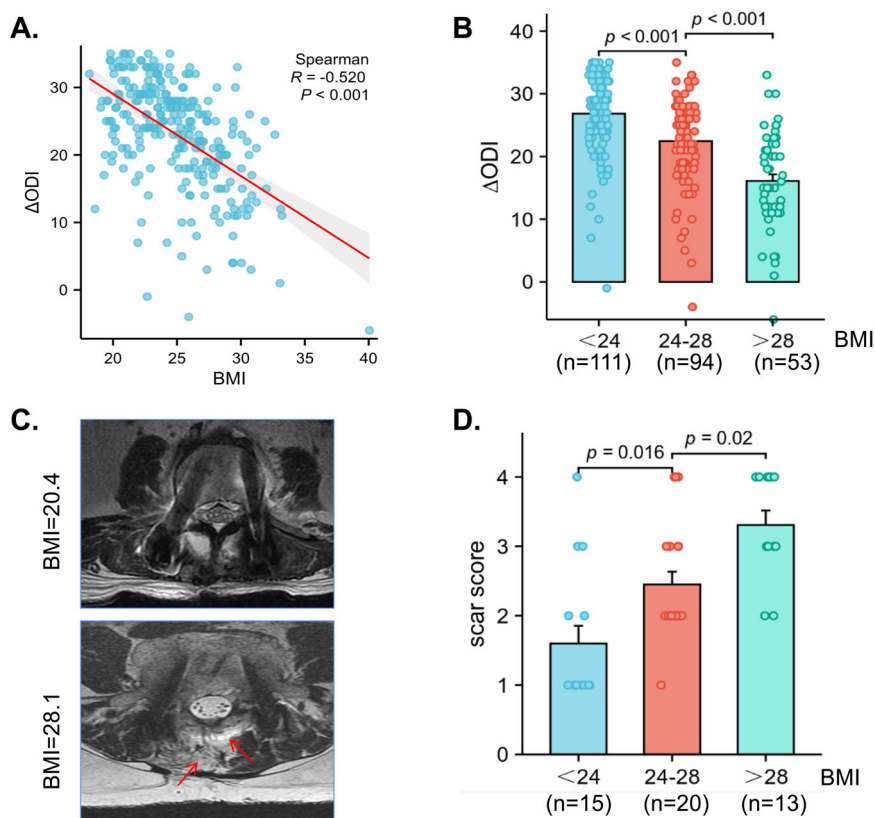 A.
Spearman
R = -0.520
P < 0.001
30
20
10
0
ΔODI
20
25
30
35
40
BMI
B.
p < 0.001
p < 0.001
40
30
20
10
0
ΔODI
<24
24-28
>28
BMI
(n=111)
(n=94)
(n=53)
C.
BMI=20.4
BMI=28.1
D.
p = 0.016
p = 0.02
4
3
2
1
0
scar score
<24
24-28
>28
BMI
(n=15)
(n=20)
(n=13)